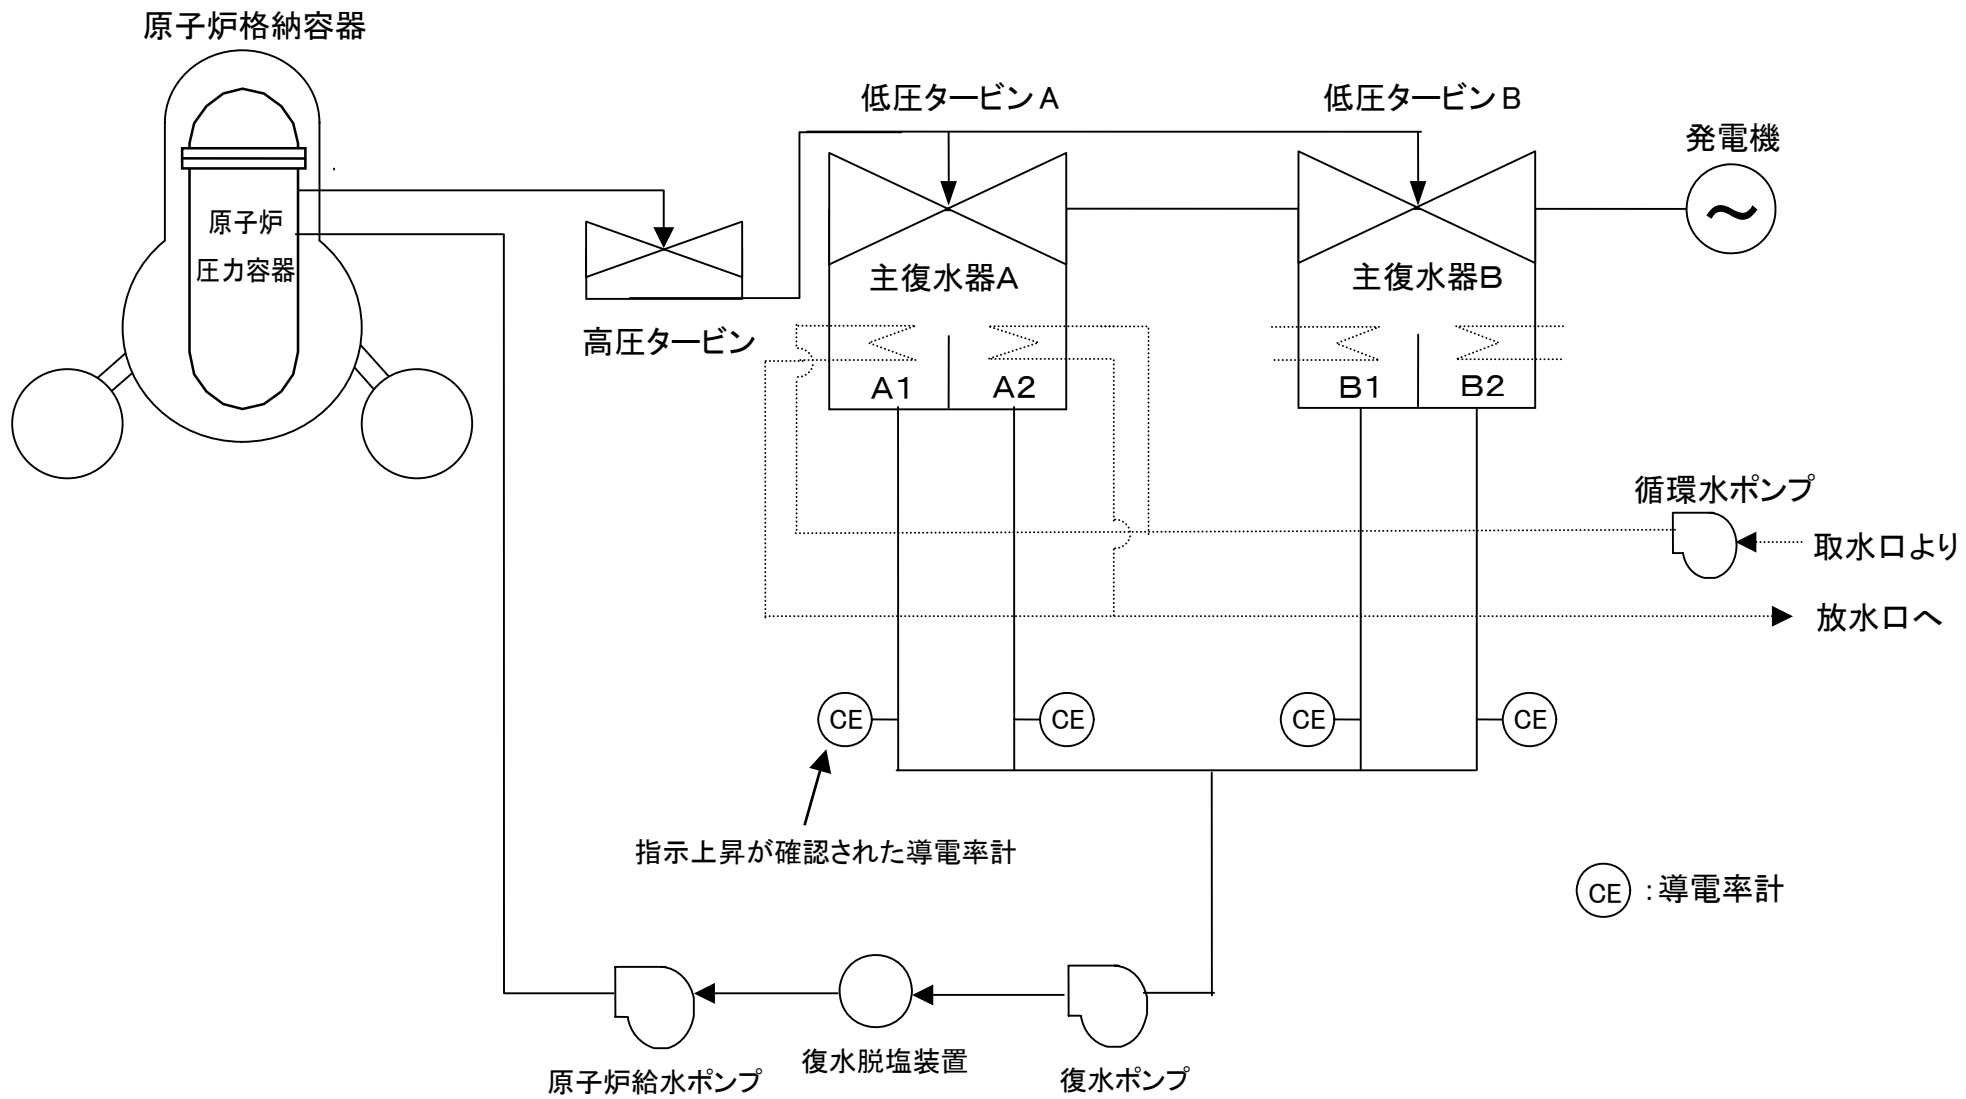 原子炉格納容器
低圧タービンA
低圧タービンB
発電機
~
原子炉
圧力容器
主復水器A
主復水器B
高圧タービン
A1
A2
B1
B2
循環水ポンプ
取水口より
放水口へ
CE
CE
CE
CE
指示上昇が確認された導電率計
CE :導電率計
復水脱塩装置
原子炉給水ポンプ
復水ポンプ